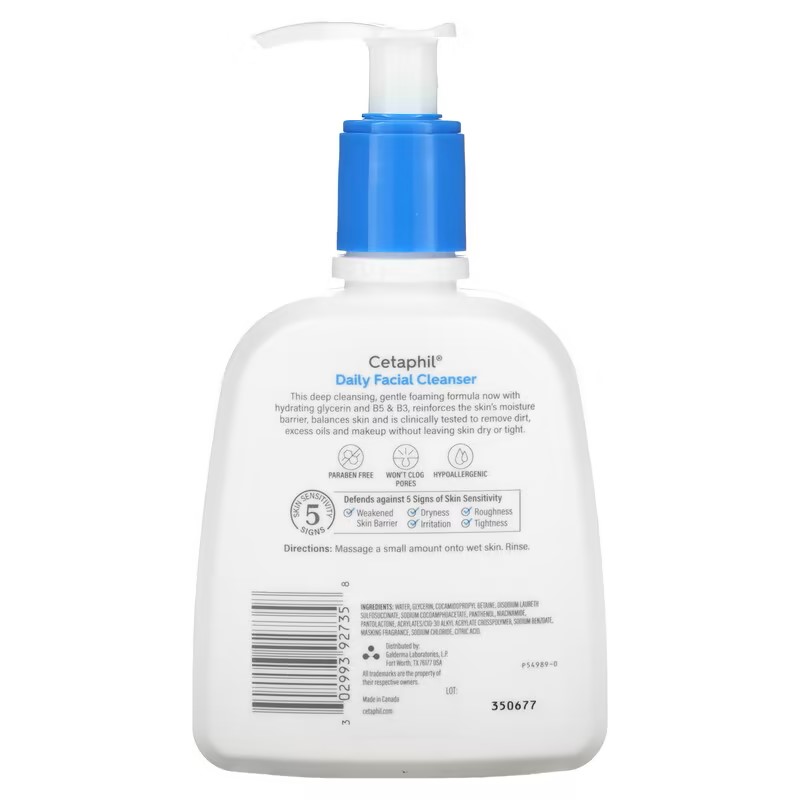 Cetaphil®
Daily Facial Cleanser
This deep cleansing, gentle foaming formula now with
hydrating glycerin and B5 & B3, reinforces the skin's moisture
barrier, balances skin and is clinically tested to remove dirt,
excess oils and makeup without leaving skin dry or tight.
PARABEN FREE
WON'T CLOG
PORES
HYPOALLERGENIC
SKIN SENSITIVITY
5
SIGNS
Defends against 5 Signs of Skin Sensitivity
Weakened
Skin Barrier
Dryness
Irritation
Roughness
Tightness
Directions: Massage a small amount onto wet skin. Rinse.
3 02993 92735 8
INGREDIENTS: WATER, GLYCERIN, COCAMIDOPROPYL BETAINE, DISODIUM LAURETH
SULFOSUCCINATE, SODIUM COCOAMPHOACETATE, PANTHENOL, NIACINAMIDE,
PANTOLACTONE, ACRYLATES/C10-30 ALKYL ACRYLATE CROSSPOLYMER, SODIUM BENZOATE,
MASKING FRAGRANCE, SODIUM CHLORIDE, CITRIC ACID.
Distributed by:
Galderma Laboratories, L.P.
Fort Worth, TX 76177 USA
All trademarks are the property of
their respective owners.
Made in Canada
cetaphil.com
LOT:
P54989-0
350677